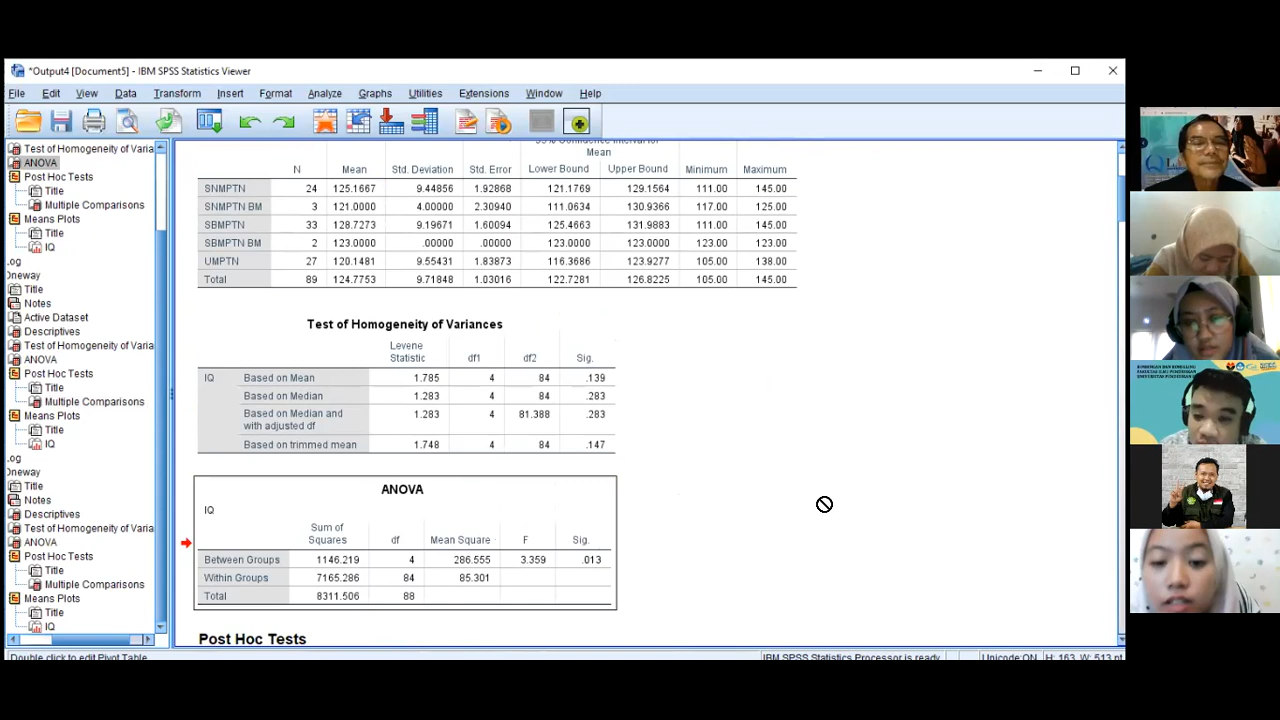 *Output4 [Document5] - IBM SPSS Statistics Viewer
File Edit View Data Transform Insert Format Analyze Graphs Utilities Extensions Window Help
Test of Homogeneity of Varia
ANOVA
Post Hoc Tests
Title
Multiple Comparisons
Means Plots
Title
IQ
Log
Oneway
Title
Notes
Active Dataset
Descriptives
Test of Homogeneity of Varia
ANOVA
Post Hoc Tests
Title
Multiple Comparisons
Means Plots
Title
IQ
Log
Oneway
Title
Notes
Descriptives
Test of Homogeneity of Varia
ANOVA
Post Hoc Tests
Title
Multiple Comparisons
Means Plots
Title
IQ
Mean
N Mean Std. Deviation Std. Error Lower Bound Upper Bound Minimum Maximum
SNMPTN 24 125.1667 9.44856 1.92868 121.1769 129.1564 111.00 145.00
SNMPTN BM 3 121.0000 4.00000 2.30940 111.0634 130.9366 117.00 125.00
SBMPTN 33 128.7273 9.19671 1.60094 125.4663 131.9883 111.00 145.00
SBMPTN BM 2 123.0000 .00000 .00000 123.0000 123.0000 123.00 123.00
UMPTN 27 120.1481 9.55431 1.83873 116.3686 123.9277 105.00 138.00
Total 89 124.7753 9.71848 1.03016 122.7281 126.8225 105.00 145.00
Test of Homogeneity of Variances
Levene
Statistic df1 df2 Sig.
IQ Based on Mean 1.785 4 84 .139
Based on Median 1.283 4 84 .283
Based on Median and 1.283 4 81.388 .283
with adjusted df
Based on trimmed mean 1.748 4 84 .147
ANOVA
IQ
Sum of
Squares df Mean Square F Sig.
Between Groups 1146.219 4 286.555 3.359 .013
Within Groups 7165.286 84 85.301
Total 8311.506 88
Post Hoc Tests
Double click to edit Pivot Table
IBM SPSS Statistics Processor is ready
Unicode:ON
H: 163, W: 513 pt